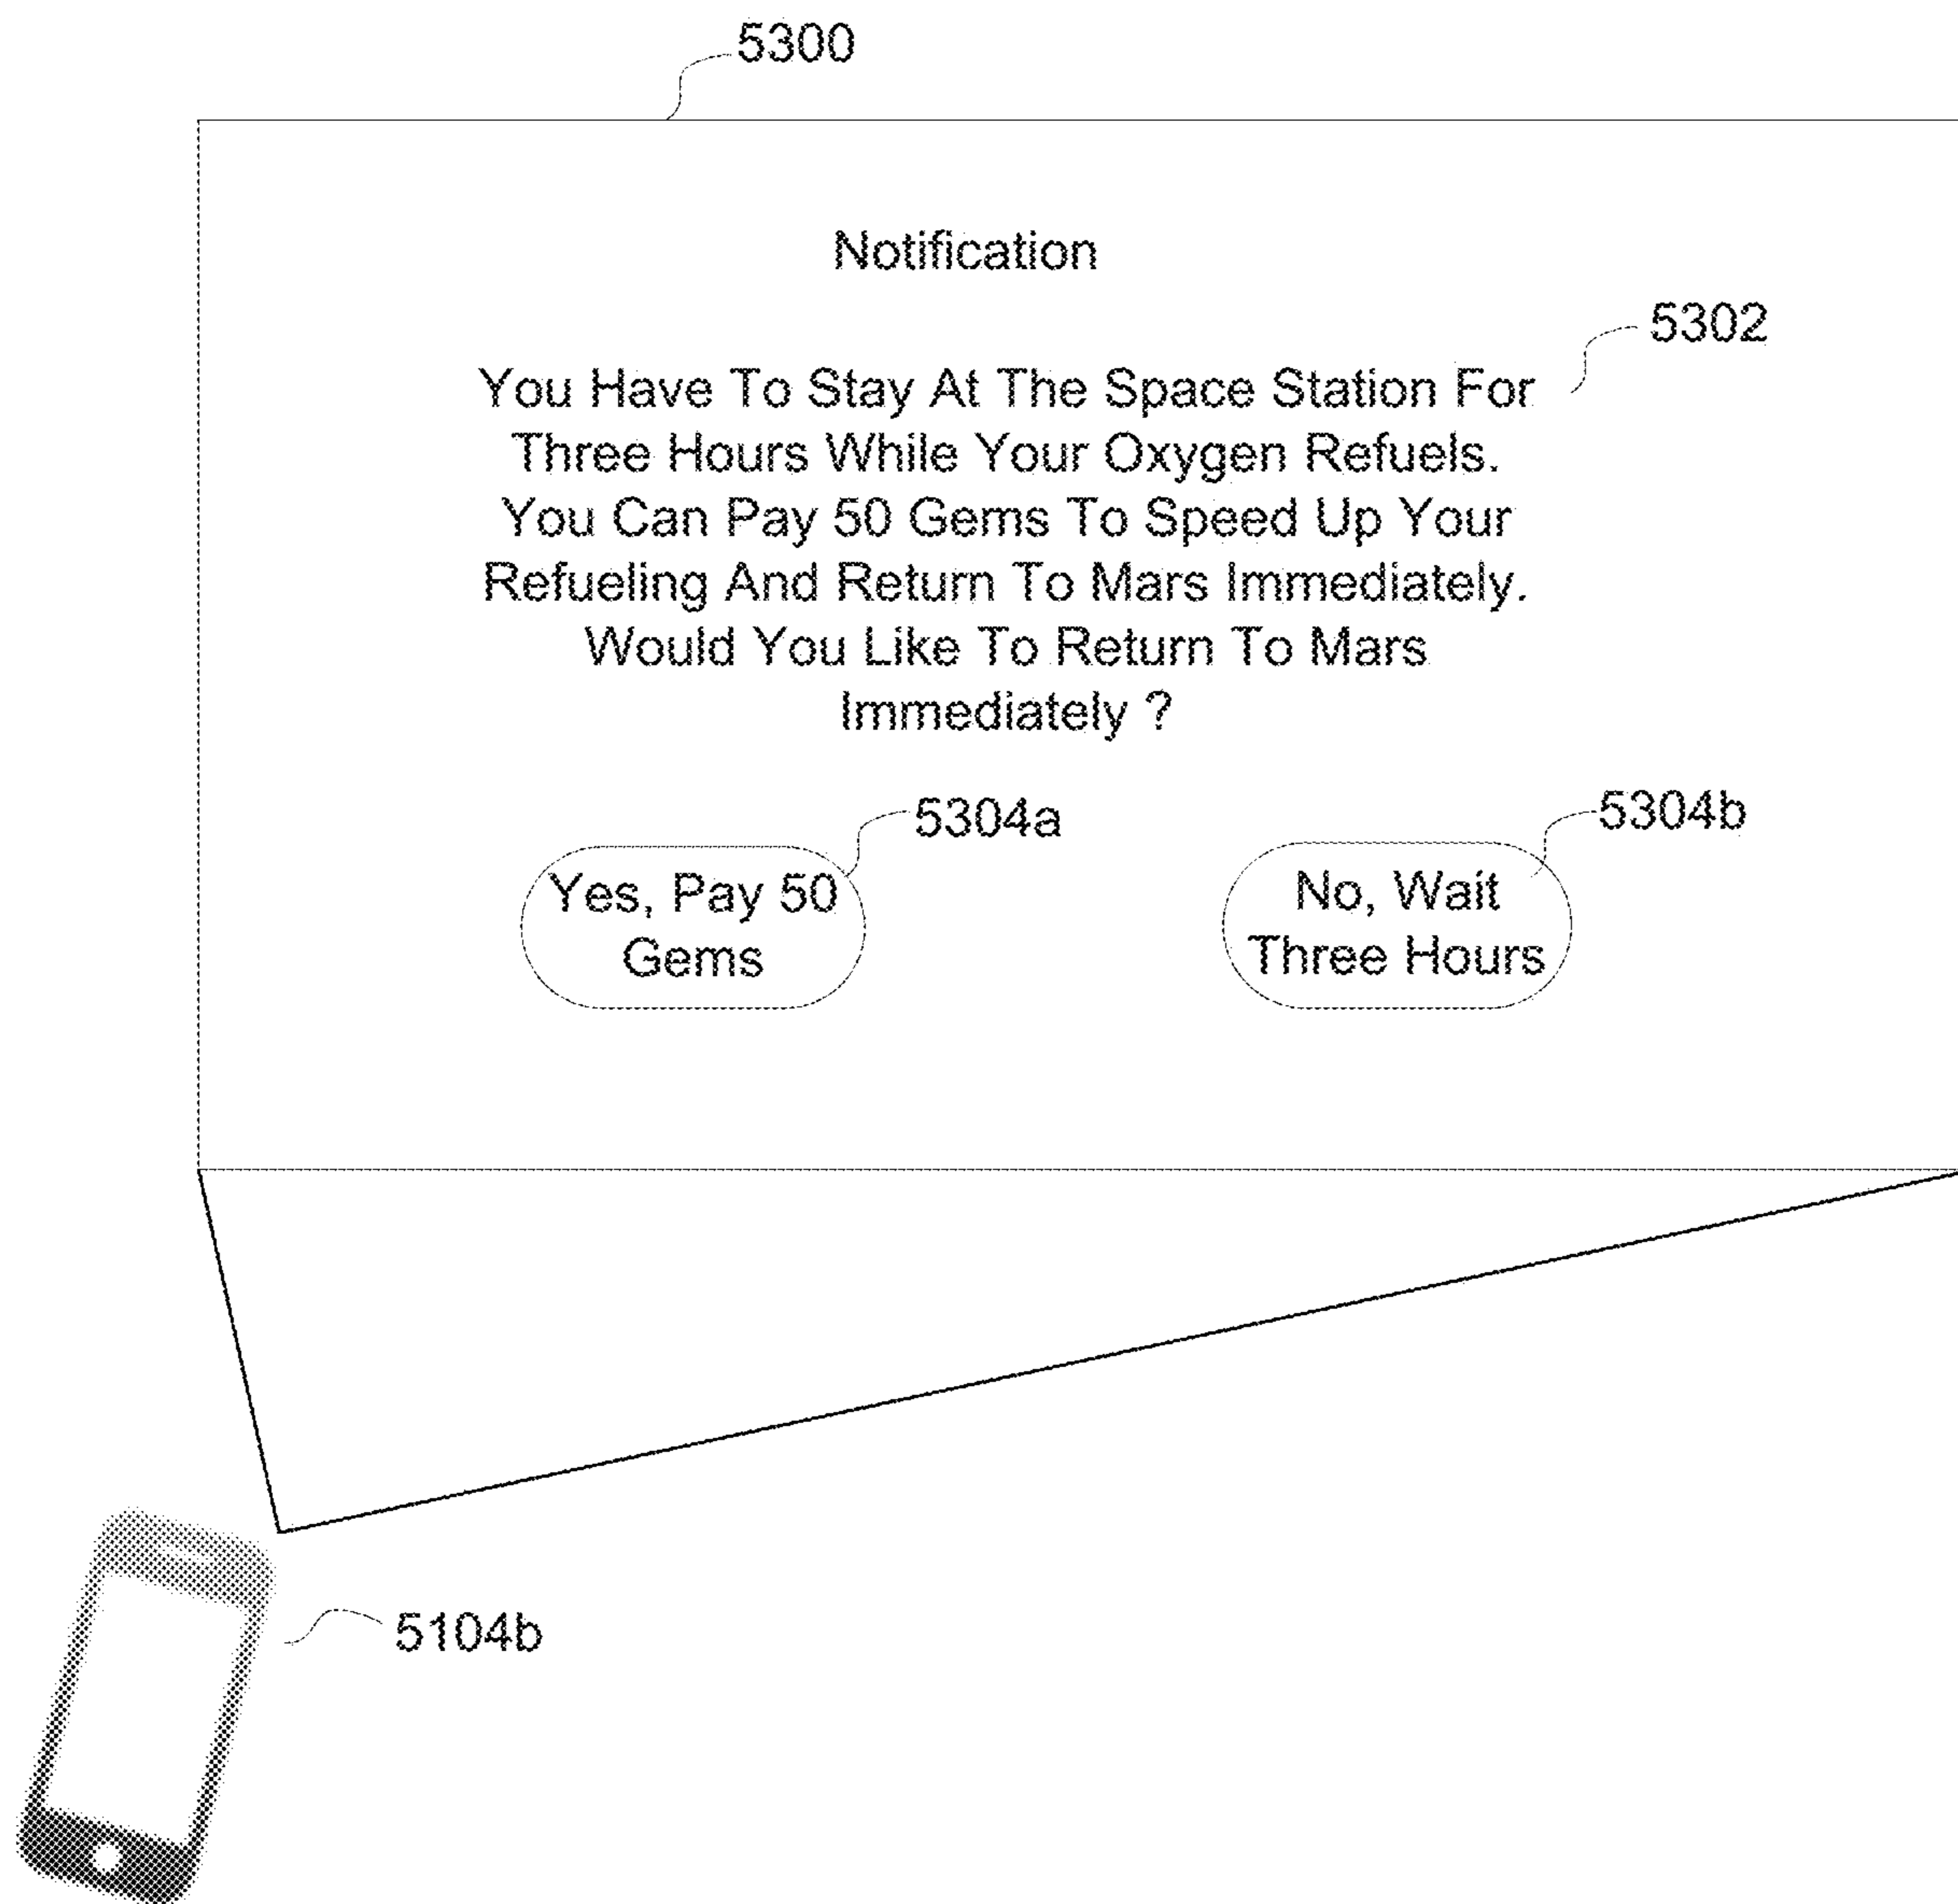 5300
Notification
5302
You Have To Stay At The Space Station For
Three Hours While Your Oxygen Refuels.
You Can Pay 50 Gems To Speed Up Your
Refueling And Return To Mars Immediately.
Would You Like To Return To Mars
Immediately ?
5304a
5304b
Yes, Pay 50
Gems
No, Wait
Three Hours
5104b